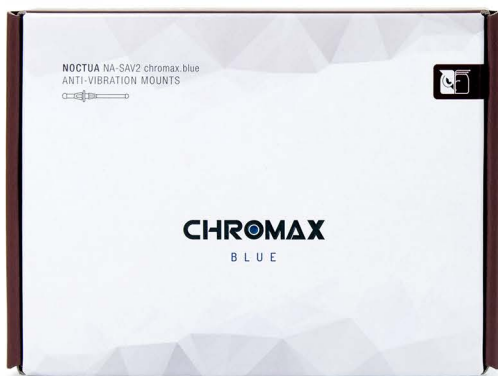 NOCTUA NA-SAV2 chromax.blue
ANTI-VIBRATION MOUNTS
CHROMAX
BLUE